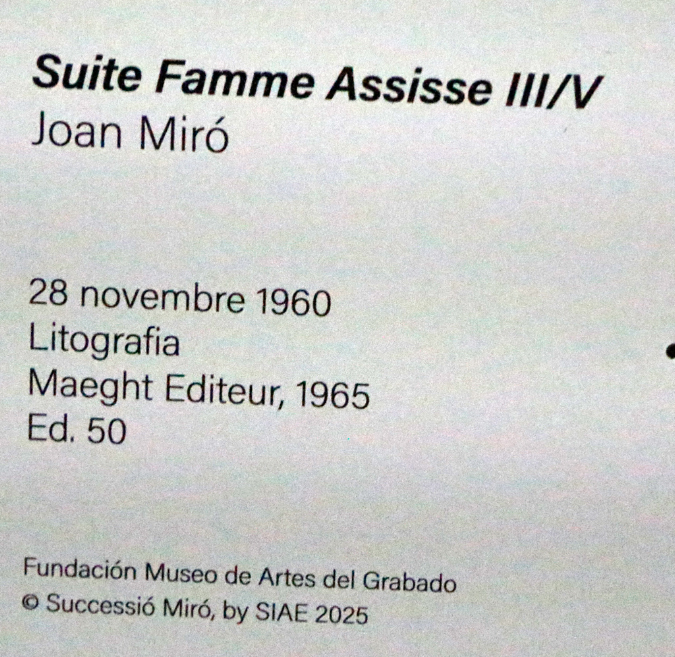 Suite Famme Assisse III/V
Joan Miró
28 novembre 1960
Litografia
Maeght Editeur, 1965
Ed. 50
Fundación Museo de Artes del Grabado
© Successió Miró, by SIAE 2025